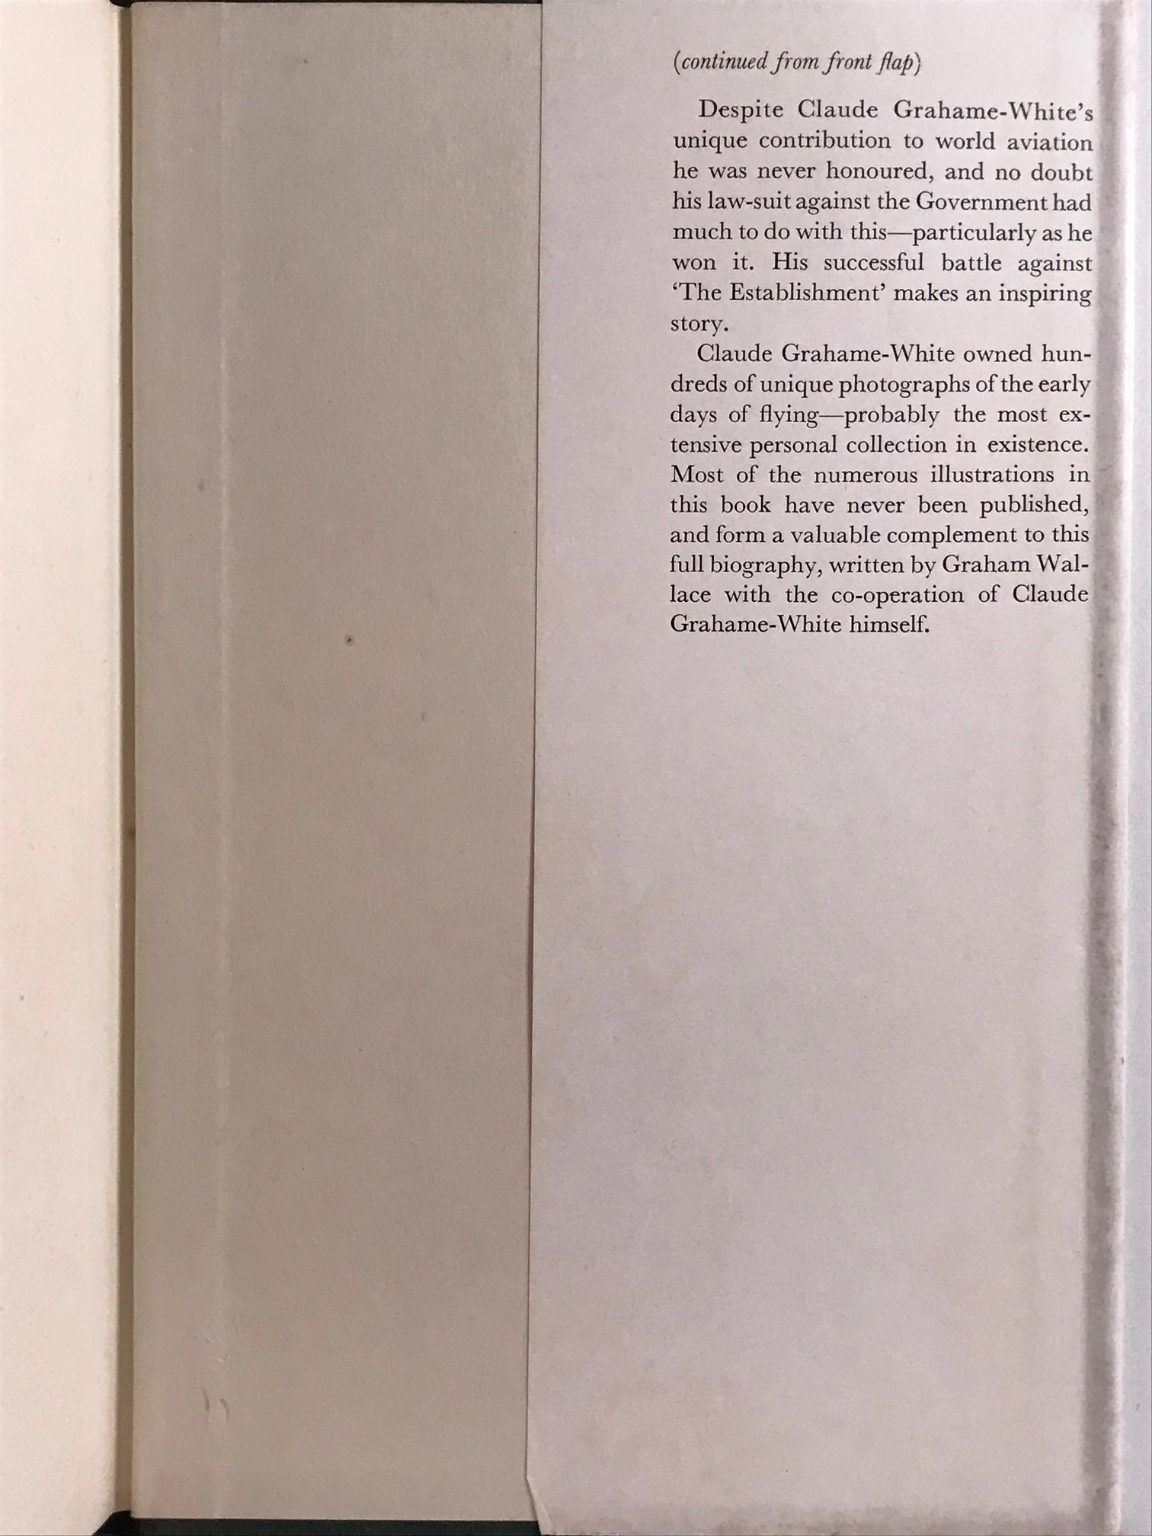 (continued from front flap)
Despite Claude Grahame-White's
unique contribution to world aviation
he was never honoured, and no doubt
his law-suit against the Government had
much to do with this—particularly as he
won it. His successful battle against
‘The Establishment’ makes an inspiring
story.
Claude Grahame-White owned hun-
dreds of unique photographs of the early
days of flying—probably the most ex-
tensive personal collection in existence.
Most of the numerous illustrations in
this book have never been published,
and form a valuable complement to this
full biography, written by Graham Wal-
lace with the co-operation of Claude
Grahame-White himself.